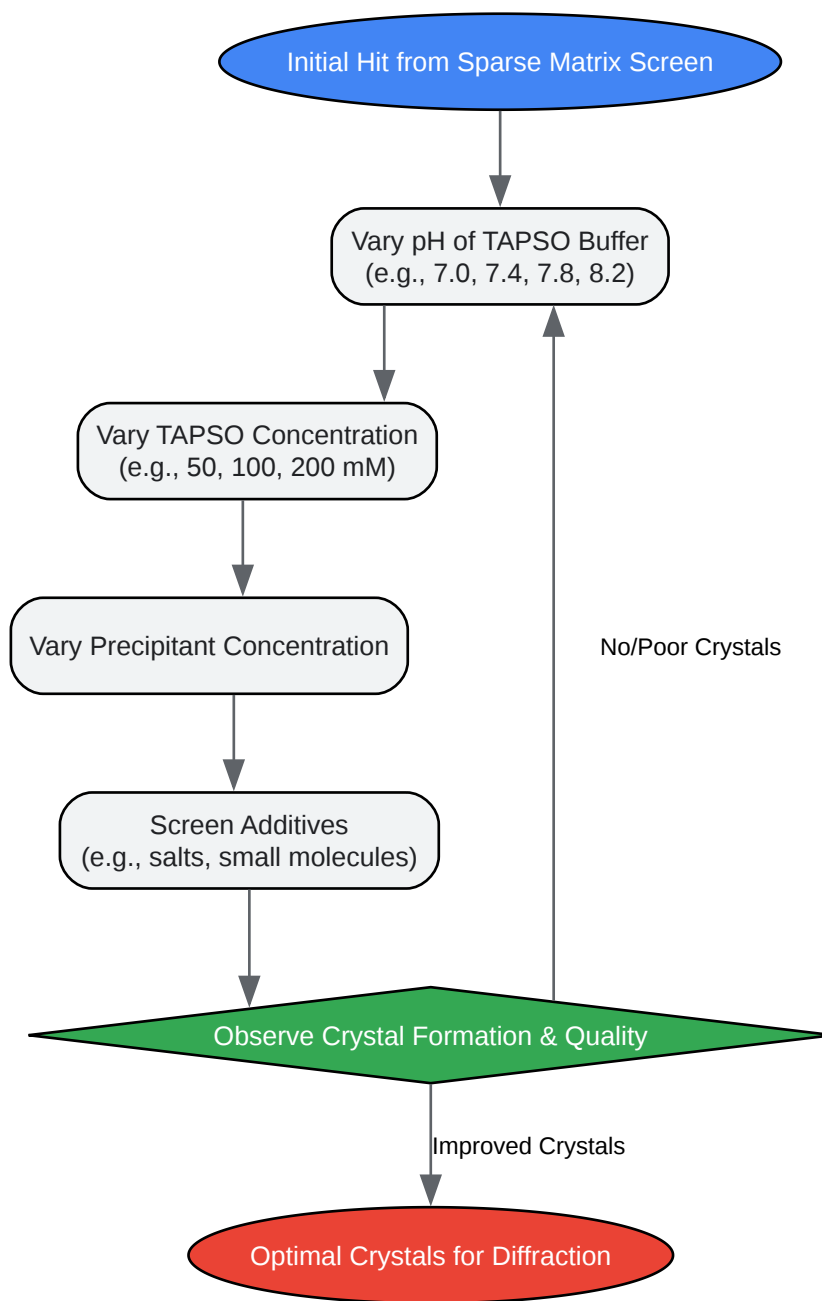 Initial Hit from Sparse Matrix Screen
Vary pH of TAPSO Buffer
(e.g., 7.0, 7.4, 7.8, 8.2)
Vary TAPSO Concentration
(e.g., 50, 100, 200 mM)
Vary Precipitant Concentration
No/Poor Crystals
Screen Additives
(e.g., salts, small molecules)
Observe Crystal Formation & Quality
Improved Crystals
Optimal Crystals for Diffraction